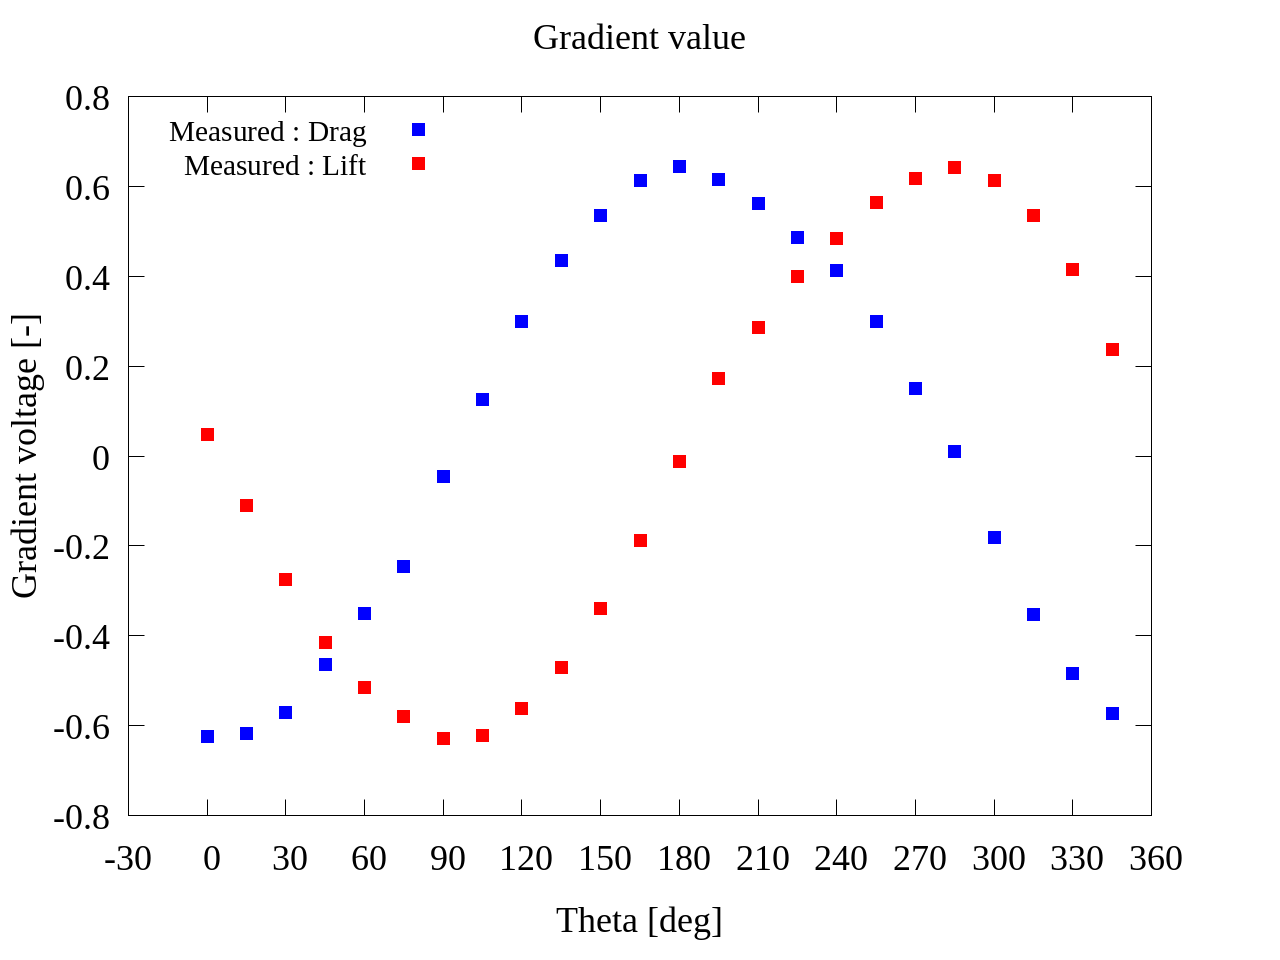 Gradient value
Measured : Drag
Measured : Lift
0.8
0.6
0.4
0.2
0
-0.2
-0.4
-0.6
-0.8
Gradient voltage [-]
-30 0 30 60 90 120 150 180 210 240 270 300 330 360
Theta [deg]